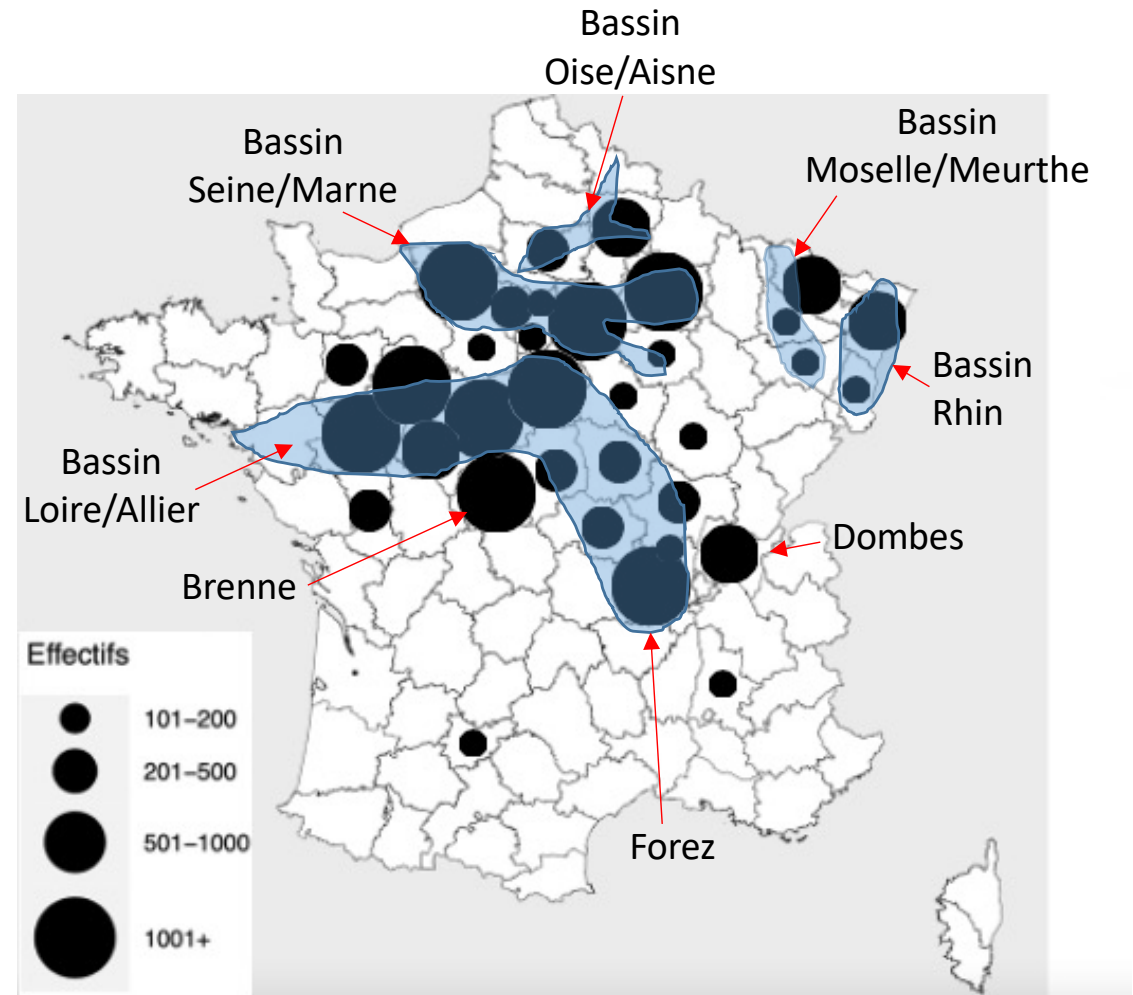 Bassin
Oise/Aisne
Bassin
Moselle/Meurthe
Bassin
Seine/Marne
Bassin
Rhin
Bassin
Loire/Allier
Dombes
Brenne
Forez
Effectifs
101–200
201–500
501–1000
1001+